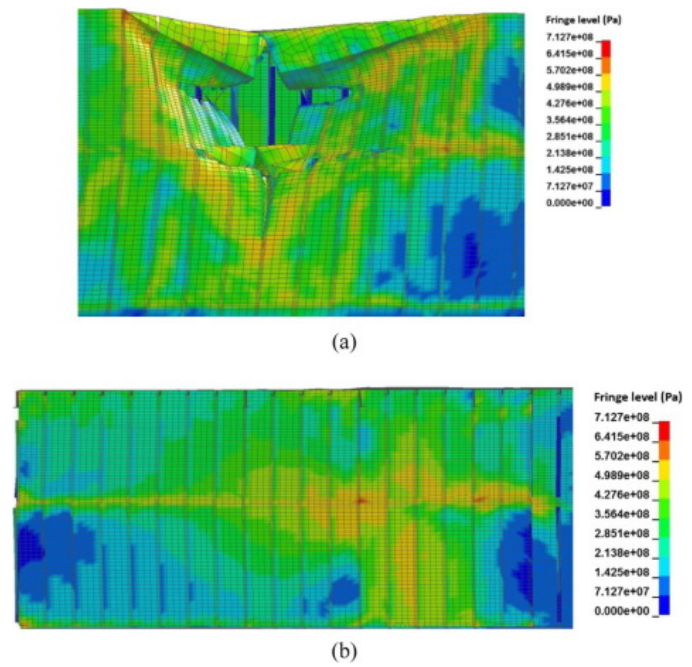 Fringe level (Pa)
7.127e+08
6.415e+08
5.702e+08
4.989e+08
4.276e+08
3.564e+08
2.851e+08
2.138e+08
1.425e+08
7.127e+07
0.000e+00
(a)
Fringe level (Pa)
7.127e+08
6.415e+08
5.702e+08
4.989e+08
4.276e+08
3.564e+08
2.851e+08
2.138e+08
1.425e+08
7.127e+07
0.000e+00
(b)